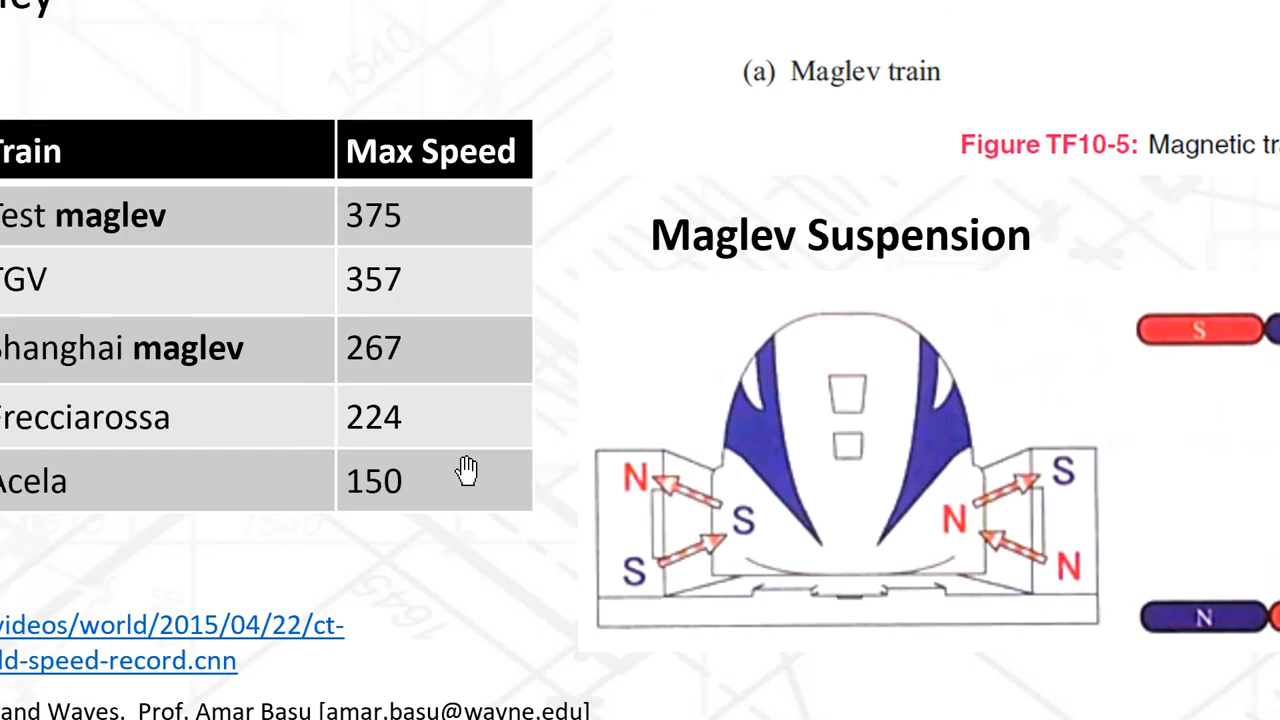 (a) Maglev train
Figure TF10-5: Magnetic
Train Max Speed
Test maglev 375
TGV 357
Shanghai maglev 267
Frecciarossa 224
Acela 150
Maglev Suspension
S
N S
S N
S N
N
videos/world/2015/04/22/ct-
ld-speed-record.cnn
and Waves. Prof. Amar Basu [amar.basu@wayne.edu]